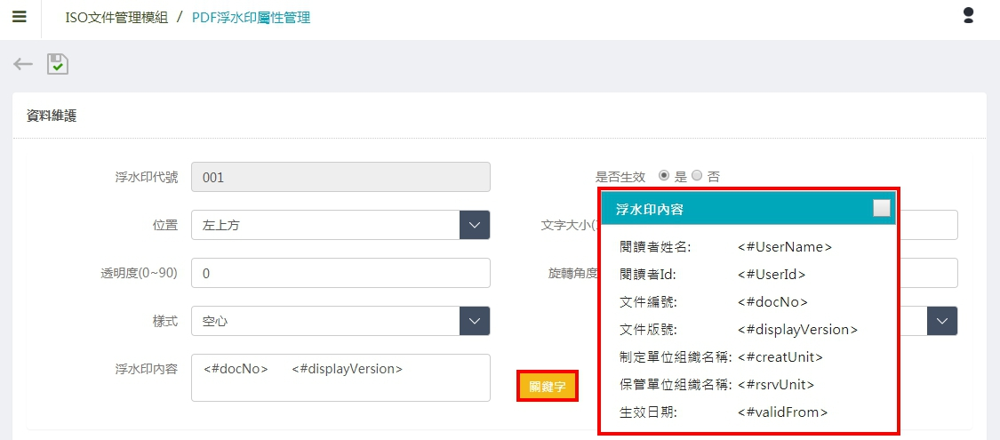 ISO文件管理模組 / PDF浮水印屬性管理
資料維護
浮水印代號 001 是否生效 是 否
浮水印內容
位置 左上方 文字大小(
閱讀者姓名: <#UserName>
透明度(0~90) 0 旋轉角度
閱讀者Id: <#UserId>
文件編號: <#docNo>
樣式 空心
文件版號: <#displayVersion>
制定單位組織名稱: <#creatUnit>
浮水印內容 <#docNo> <#displayVersion>
關鍵字
保管單位組織名稱: <#rsrvUnit>
生效日期: <#validFrom>